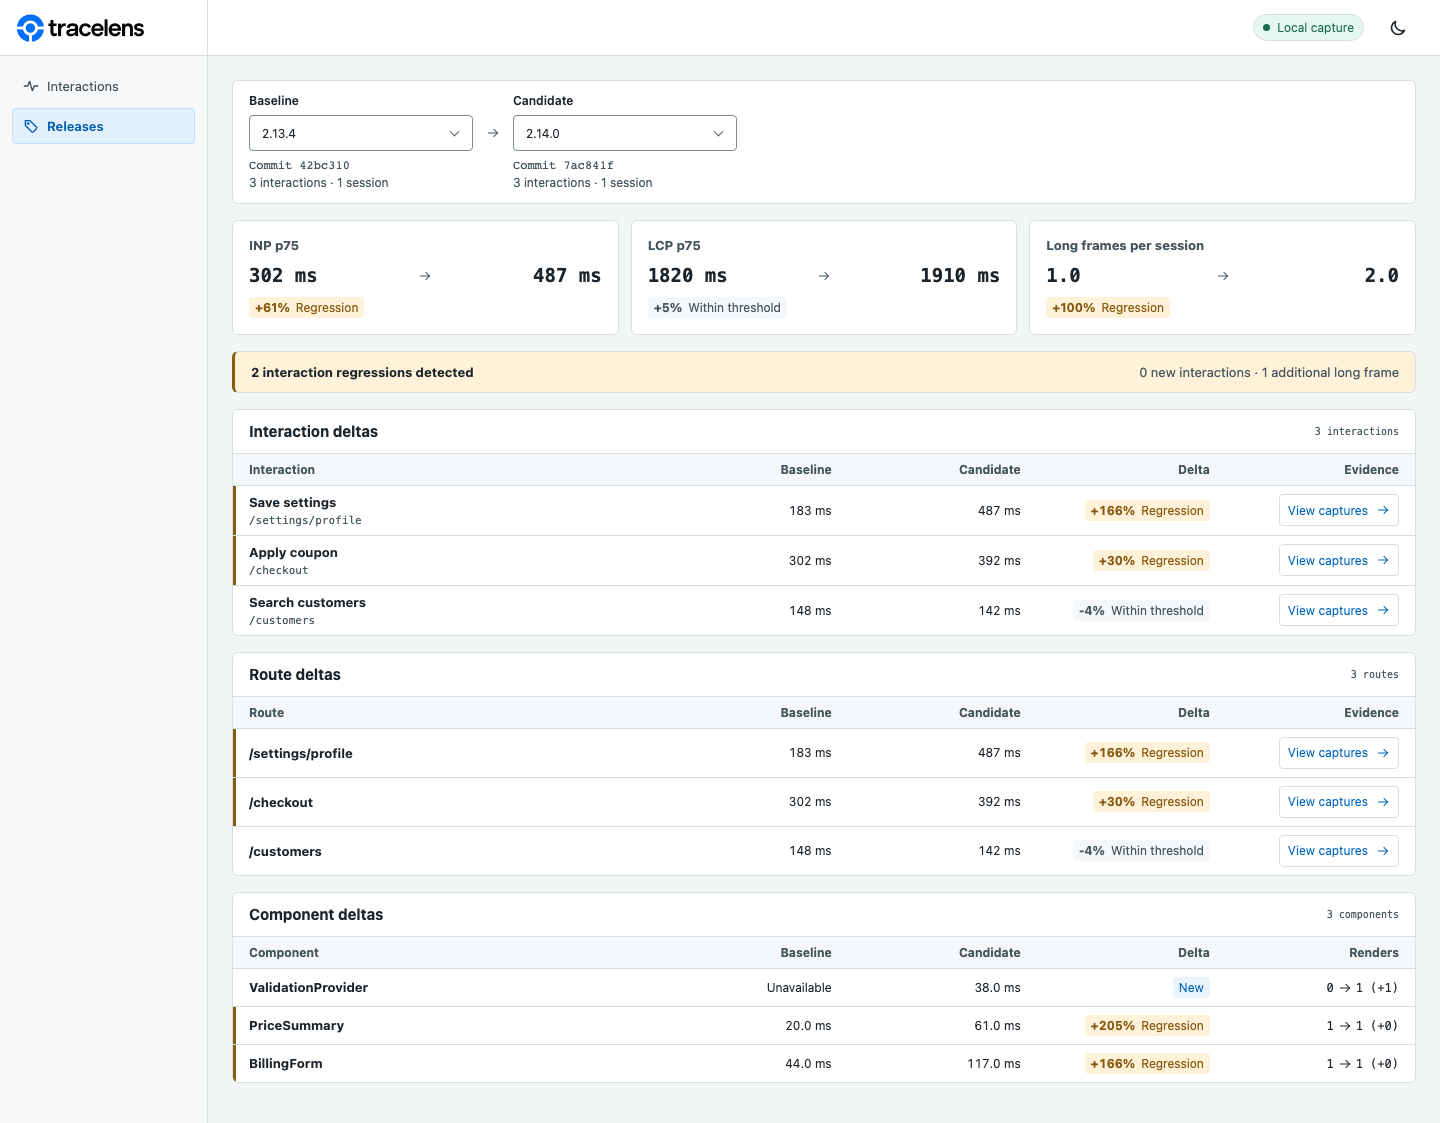 tracelens
Local capture
Interactions
Releases
Baseline
Candidate
2.13.4
→
2.14.0
Commit 42bc310
Commit 7ac841f
3 interactions · 1 session
3 interactions · 1 session
INP p75
302 ms → 487 ms
+61% Regression
LCP p75
1820 ms → 1910 ms
+5% Within threshold
Long frames per session
1.0 → 2.0
+100% Regression
2 interaction regressions detected
0 new interactions · 1 additional long frame
Interaction deltas
3 interactions
Interaction Baseline Candidate Delta Evidence
Save settings
/settings/profile
183 ms 487 ms +166% Regression View captures →
Apply coupon
/checkout
302 ms 392 ms +30% Regression View captures →
Search customers
/customers
148 ms 142 ms -4% Within threshold View captures →
Route deltas
3 routes
Route Baseline Candidate Delta Evidence
/settings/profile 183 ms 487 ms +166% Regression View captures →
/checkout 302 ms 392 ms +30% Regression View captures →
/customers 148 ms 142 ms -4% Within threshold View captures →
Component deltas
3 components
Component Baseline Candidate Delta Renders
ValidationProvider Unavailable 38.0 ms New 0 → 1 (+1)
PriceSummary 20.0 ms 61.0 ms +205% Regression 1 → 1 (+0)
BillingForm 44.0 ms 117.0 ms +166% Regression 1 → 1 (+0)